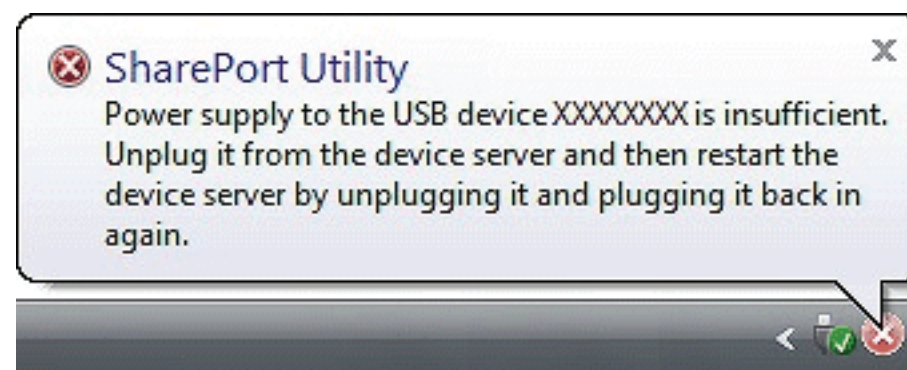 SharePort Utility
Power supply to the USB device XXXXXXXX is insufficient.
Unplug it from the device server and then restart the
device server by unplugging it and plugging it back in
again.